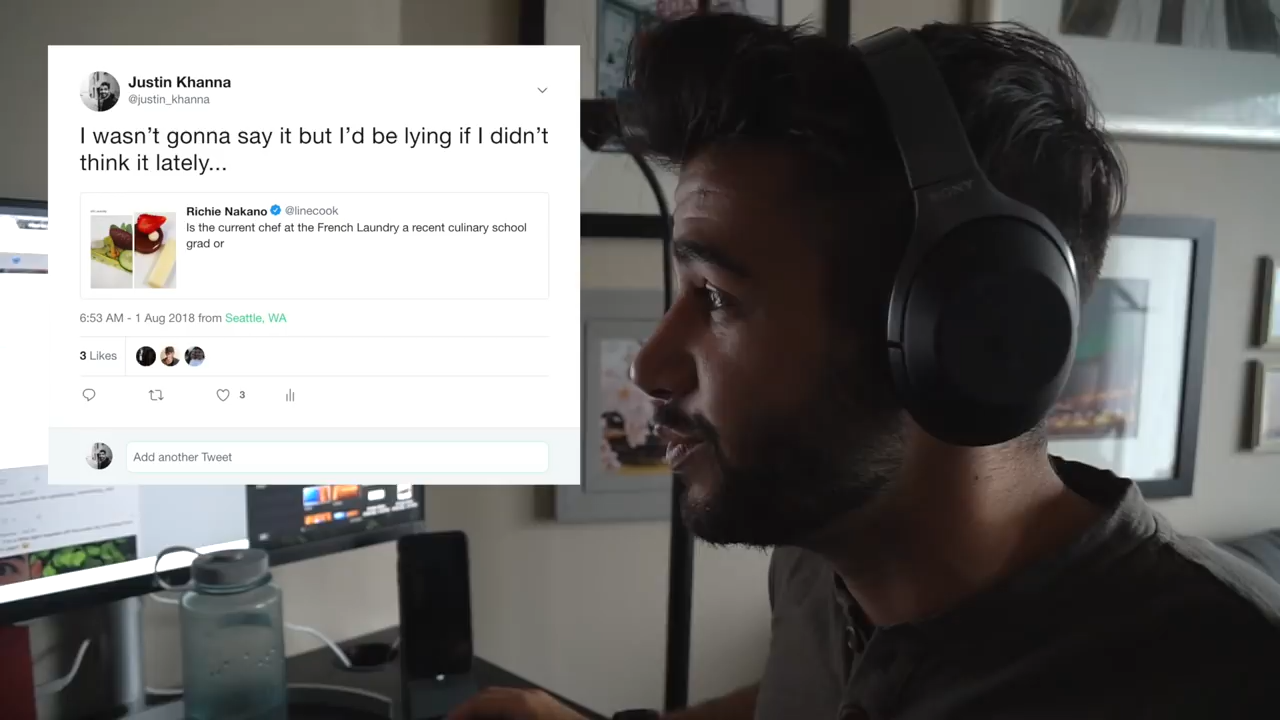 Justin Khanna
@justin_khanna
I wasn’t gonna say it but I’d be lying if I didn’t
think it lately...
Richie Nakano @linecook
Is the current chef at the French Laundry a recent culinary school
grad or
6:53 AM - 1 Aug 2018 from Seattle, WA
3 Likes
3
Add another Tweet
SONY